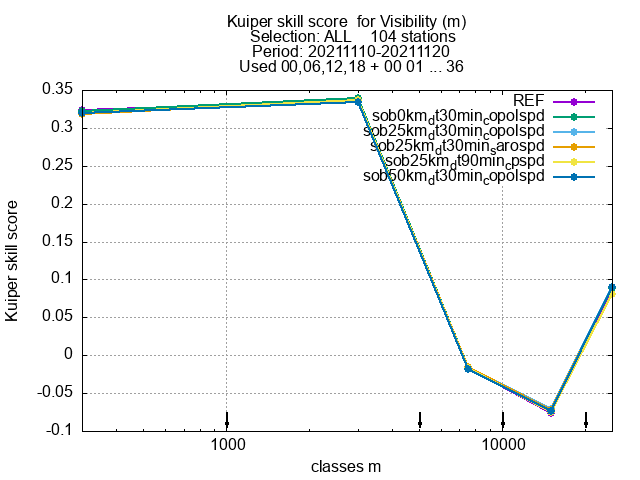 Kuiper skill score  for Visibility (m)
Selection: ALL    104 stations
Period: 20211110-20211120
Used 00,06,12,18 + 00 01 ... 36
REF
sob0km_dt30min_copolspd
sob25km_dt30min_copolspd
sob25km_dt30min_sarospd
sob25km_dt90min_cpspd
sob50km_dt30min_copolspd
0.35
0.3
0.25
0.2
0.15
0.1
0.05
0
-0.05
-0.1
Kuiper skill score
1000 10000
classes m